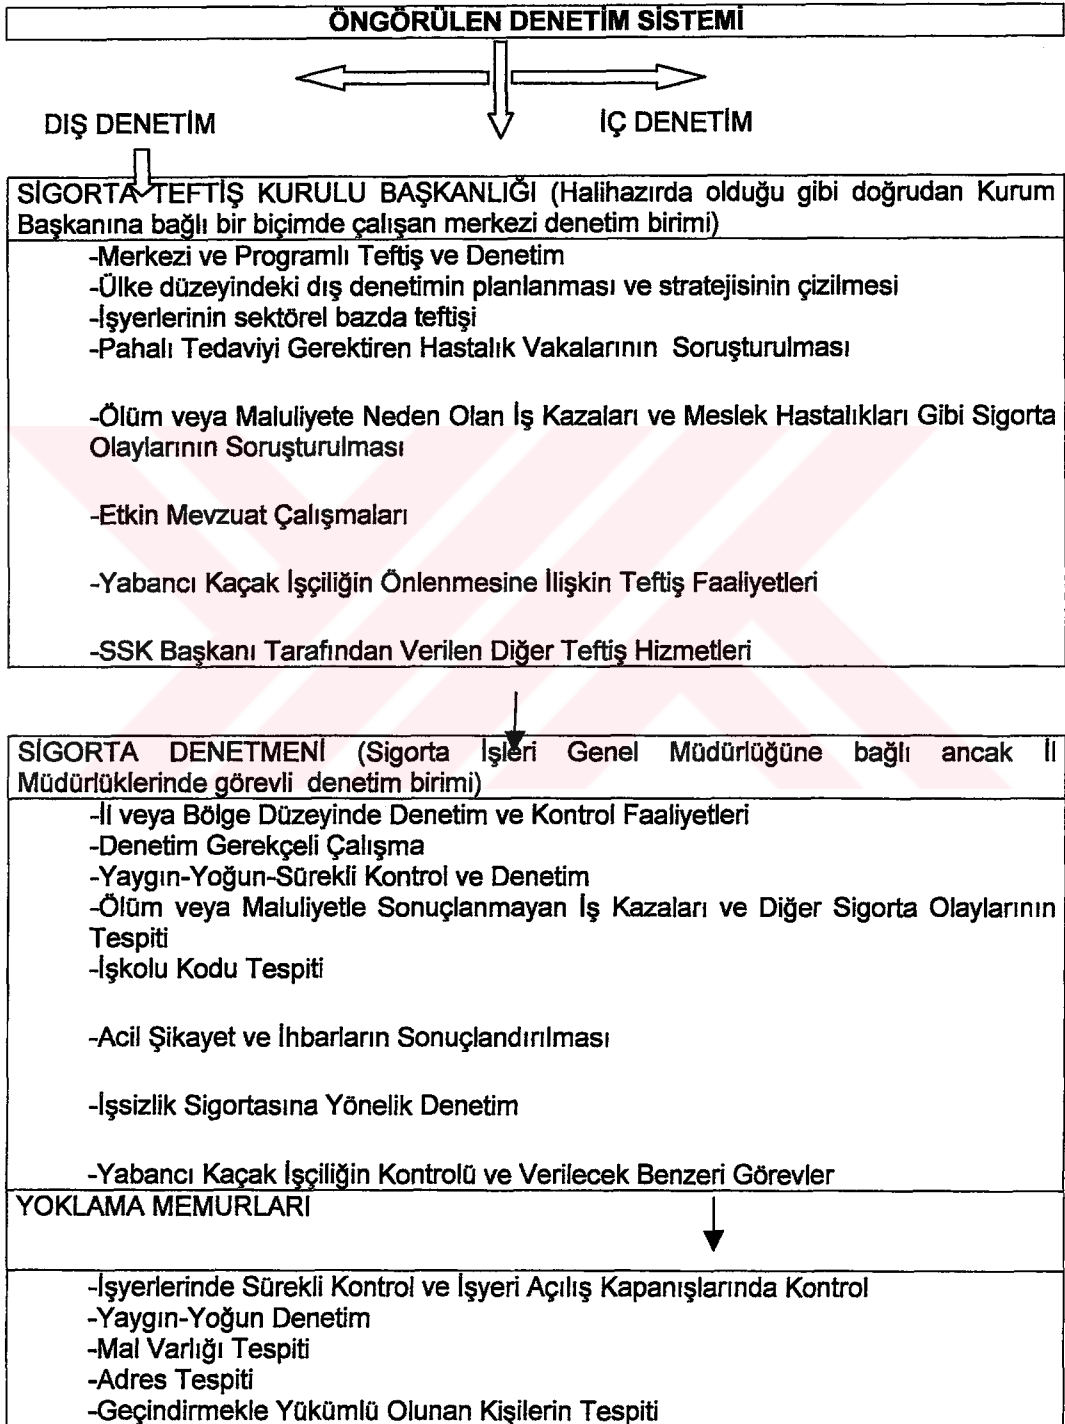 ÖNGÖRÜLEN DENETİM SİSTEMİ
DIŞ DENETİM
İÇ DENETİM
SİGORTA TEFTİŞ KURULU BAŞKANLIĞI (Halihazırda olduğu gibi doğrudan Kurum
Başkanına bağlı bir biçimde çalışan merkezi denetim birimi)
-Merkezi ve Programlı Teftiş ve Denetim
-Ülke düzeyindeki dış denetimin planlanması ve stratejisinin çizilmesi
-İşyerlerinin sektörel bazda teftişi
-Pahalı Tedaviyi Gerektiren Hastalık Vakalarının Soruşturulması
-Ölüm veya Maluliyete Neden Olan İş Kazaları ve Meslek Hastalıkları Gibi Sigorta
Olaylarının Soruşturulması
-Etkin Mevzuat Çalışmaları
-Yabancı Kaçak İşçiliğin Önlenmesine İlişkin Teftiş Faaliyetleri
-SSK Başkanı Tarafından Verilen Diğer Teftiş Hizmetleri
SİGORTA DENETMENİ (Sigorta İşleri Genel Müdürlüğüne bağlı ancak İl
Müdürlüklerinde görevli denetim birimi)
-İl veya Bölge Düzeyinde Denetim ve Kontrol Faaliyetleri
-Denetim Gerekçeli Çalışma
-Yaygın-Yoğun-Sürekli Kontrol ve Denetim
-Ölüm veya Maluliyetle Sonuçlanmayan İş Kazaları ve Diğer Sigorta Olaylarının
Tespiti
-İşkolu Kodu Tespiti
-Acil Şikayet ve İhbarların Sonuçlandırılması
-İşsizlik Sigortasına Yönelik Denetim
-Yabancı Kaçak İşçiliğin Kontrolü ve Verilecek Benzeri Görevler
YOKLAMA MEMURLARI
-İşyerlerinde Sürekli Kontrol ve İşyeri Açılış Kapanışlarında Kontrol
-Yaygın-Yoğun Denetim
-Mal Varlığı Tespiti
-Adres Tespiti
-Geçindirmekle Yükümlü Olunan Kişilerin Tespiti